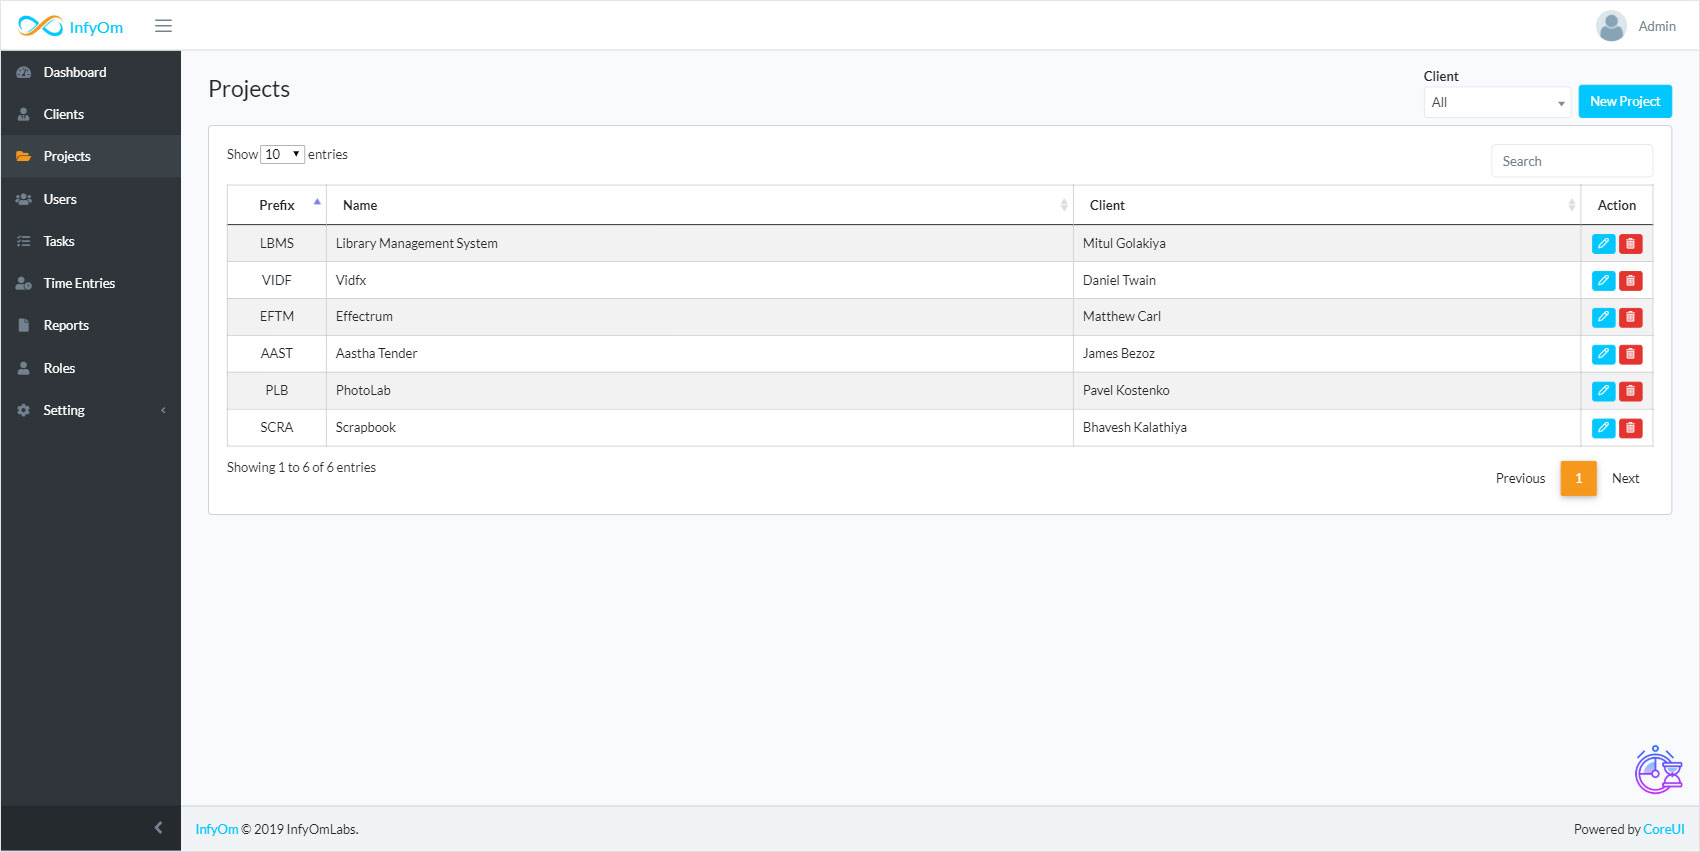 InfyOm
Admin
Dashboard
Clients
Projects
Users
Tasks
Time Entries
Reports
Roles
Setting
Projects
Client
All
New Project
Show 10 entries
Search
Prefix Name Client Action
LBMS Library Management System Mitul Golakiya
VIDF Vidfx Daniel Twain
EFTM Effectrum Matthew Carl
AAST Aastha Tender James Bezoz
PLB PhotoLab Pavel Kostenko
SCRA Scrapbook Bhavesh Kalathiya
Showing 1 to 6 of 6 entries
Previous 1 Next
InfyOm © 2019 InfyOmLabs.
Powered by CoreUI